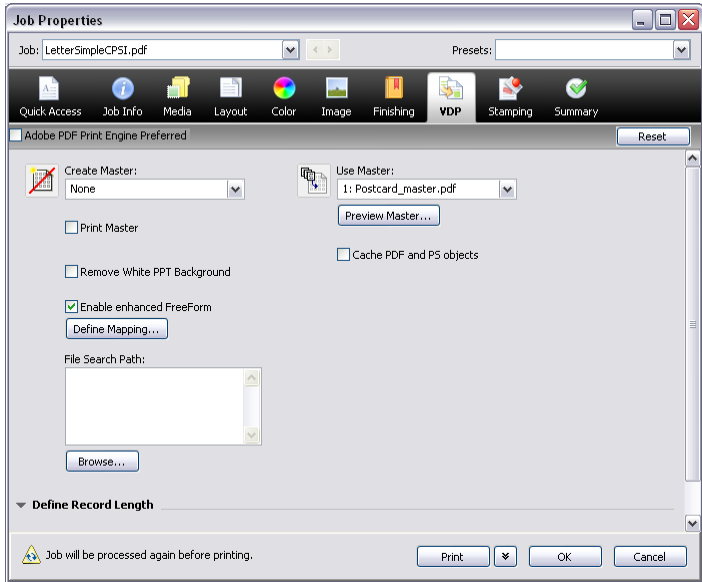 Job Properties
Job: LetterSimpleCPSI.pdf Presets:
Quick Access Job Info Media Layout Color Image Finishing VDP Stamping Summary
Adobe PDF Print Engine Preferred Reset
Create Master: Use Master:
None 1: Postcard_master.pdf
Preview Master...
Print Master
Cache PDF and PS objects
Remove White PPT Background
Enable enhanced FreeForm
Define Mapping...
File Search Path:
Browse...
Define Record Length
Job will be processed again before printing. Print OK Cancel